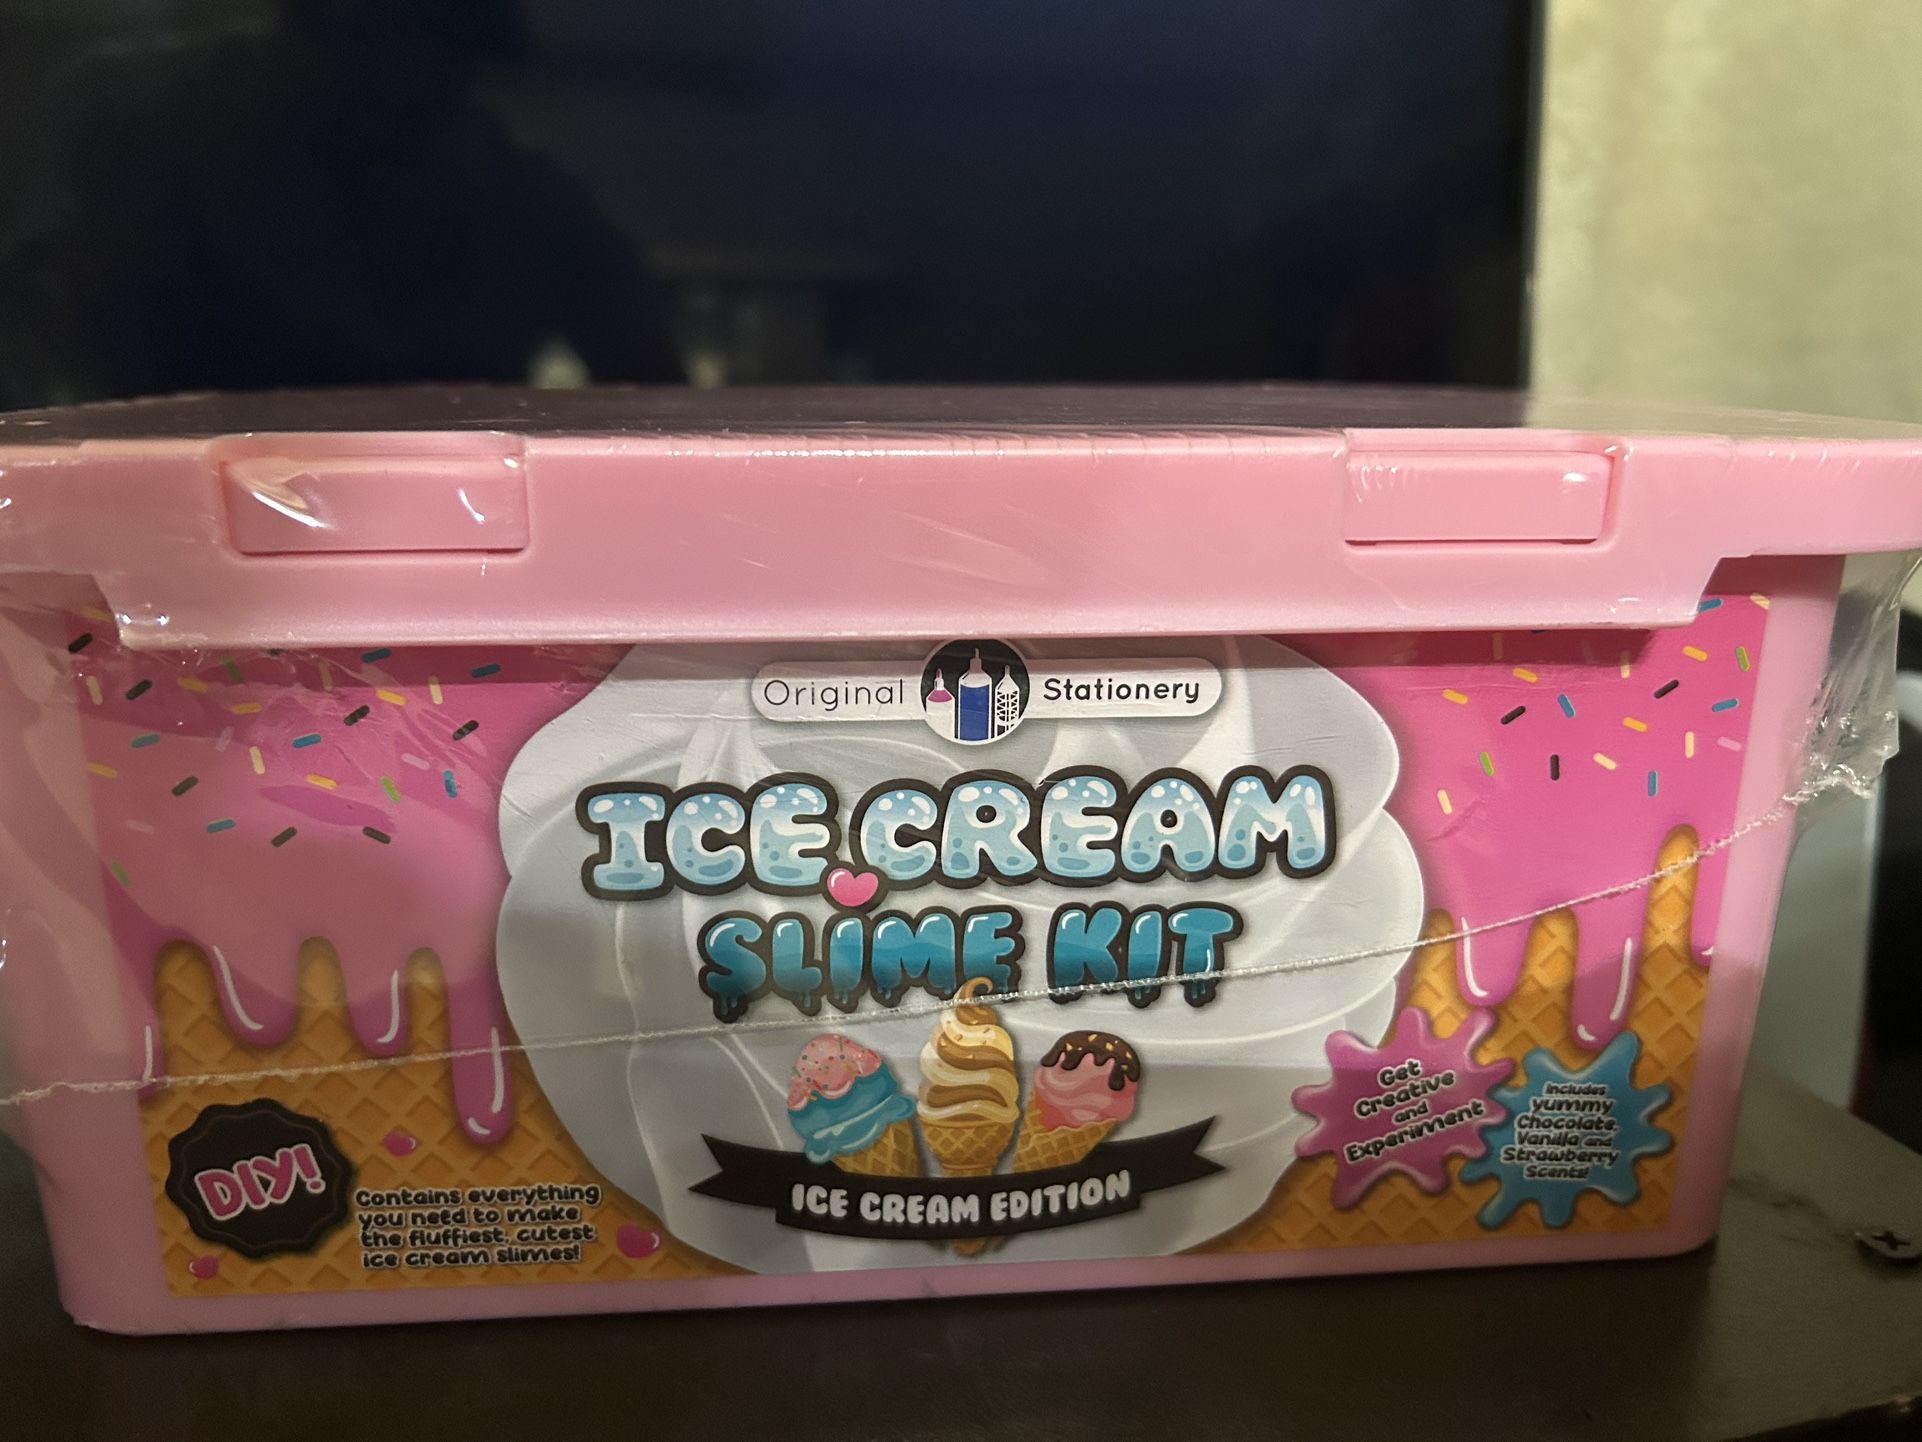 Original Stationery
ICE CREAM
SLIME KIT
ICE CREAM EDITION
DIY!
Contains everything
you need to make
the fluffiest, cutest
ice cream slimes!
Get
Creative
and
Experiment
Includes
yummy
Chocolate,
Vanilla and
Strawberry
Scents!